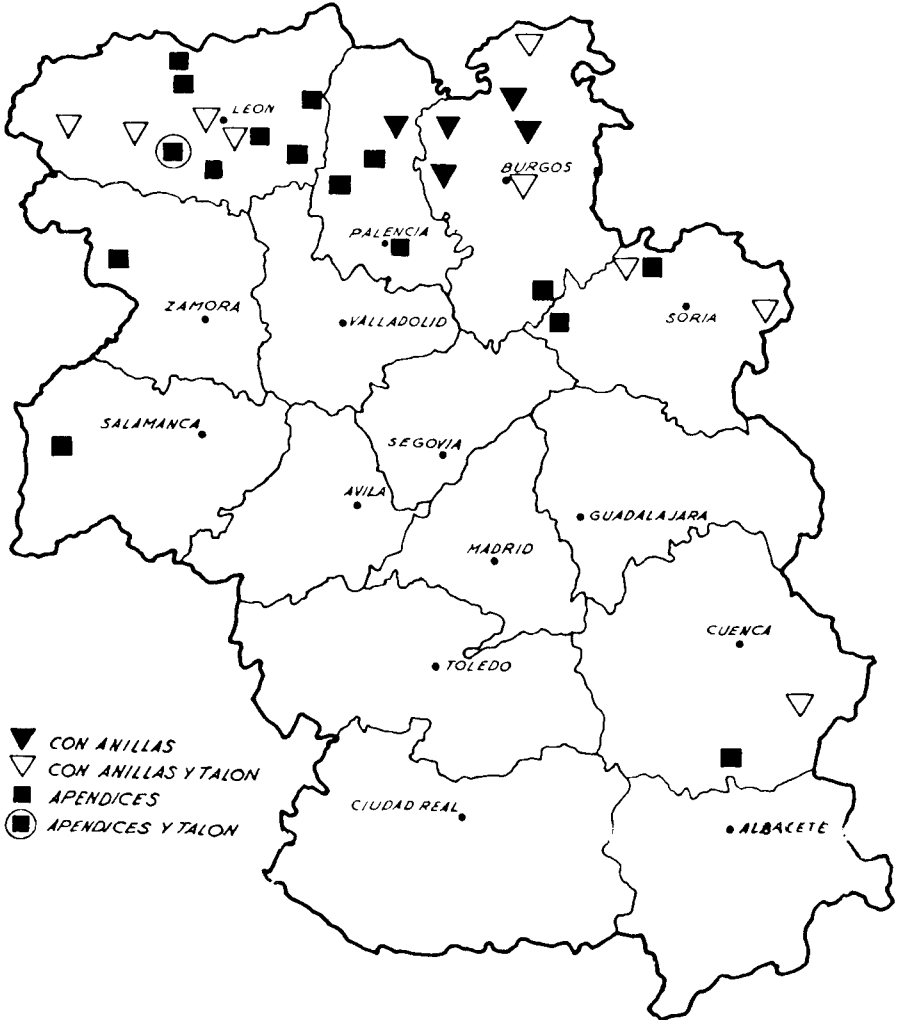 LEON
BURGOS
PALENCIA
ZAMORA
VALLADOLID
SORIA
SALAMANCA
SEGOVIA
AVILA
GUADALAJARA
MADRID
CUENCA
TOLEDO
CON ANILLAS
CON ANILLAS Y TALON
APENDICES
APENDICES Y TALON
CIUDAD REAL
ALBACETE